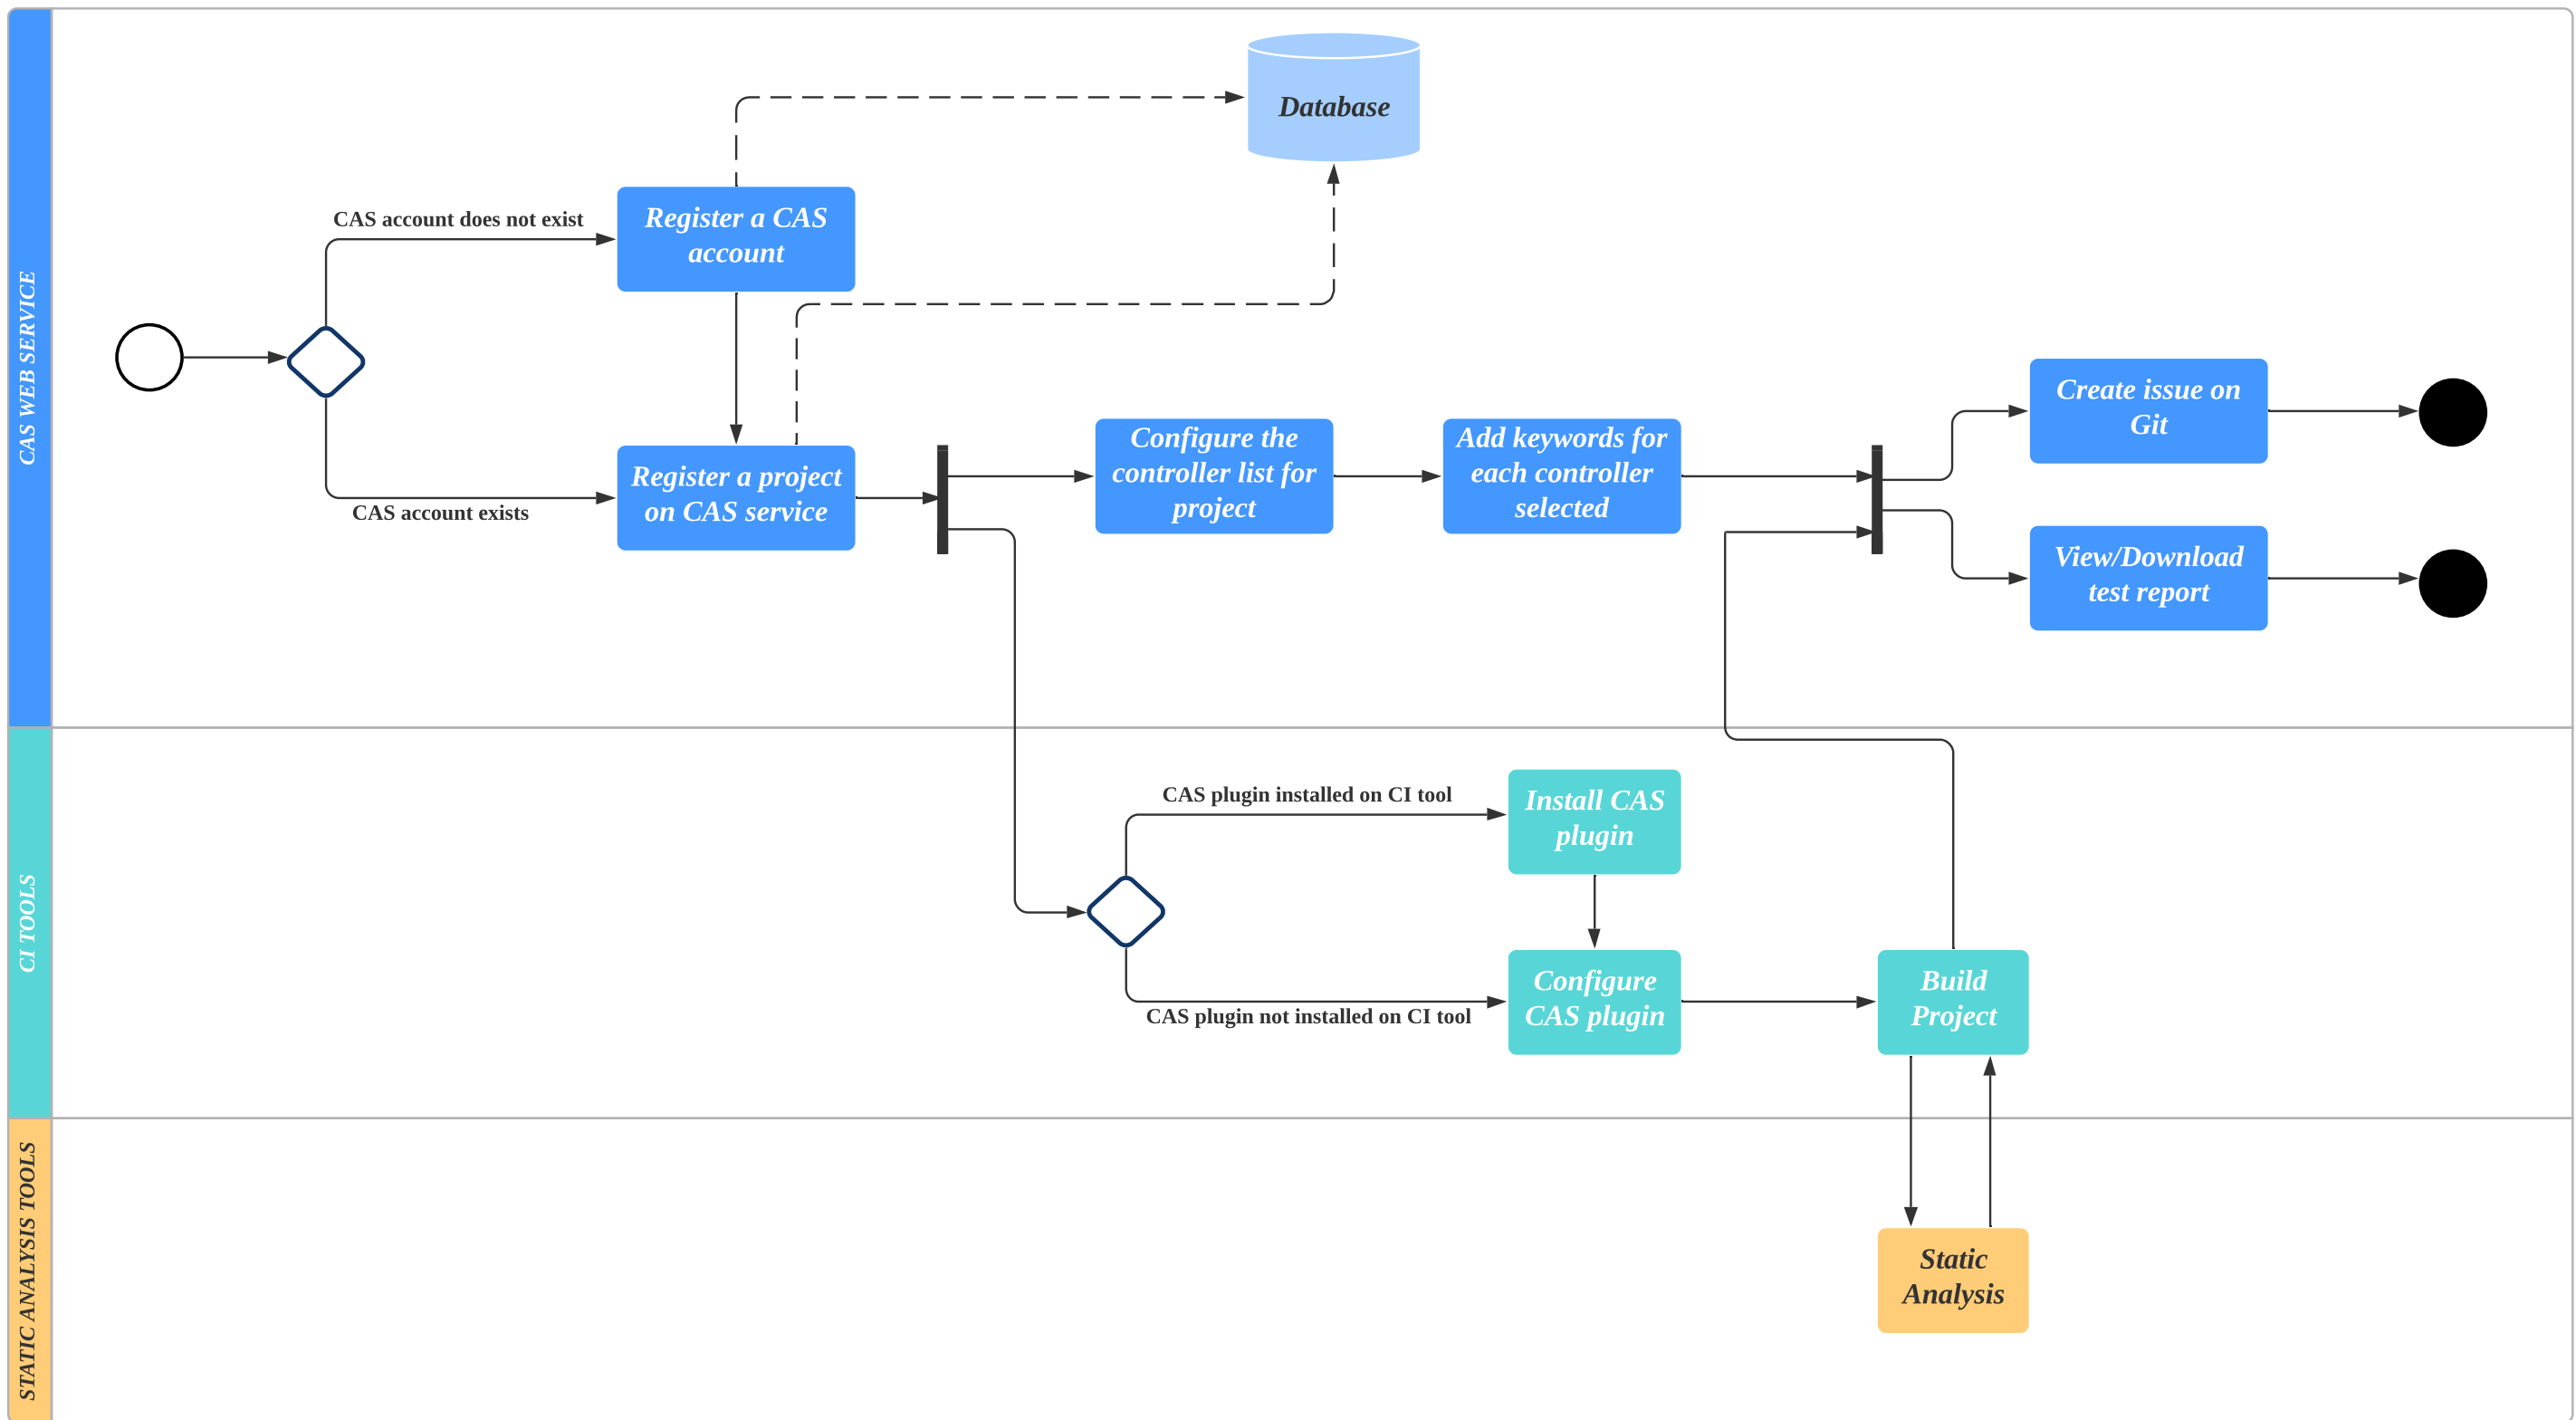 CAS WEB SERVICE
Database
CAS account does not exist
Register a CAS
account
CAS account exists
Register a project
on CAS service
Configure the
controller list for
project
Add keywords for
each controller
selected
Create issue on
Git
View/Download
test report
CI TOOLS
CAS plugin installed on CI tool
Install CAS
plugin
CAS plugin not installed on CI tool
Configure
CAS plugin
Build
Project
STATIC ANALYSIS TOOLS
Static
Analysis